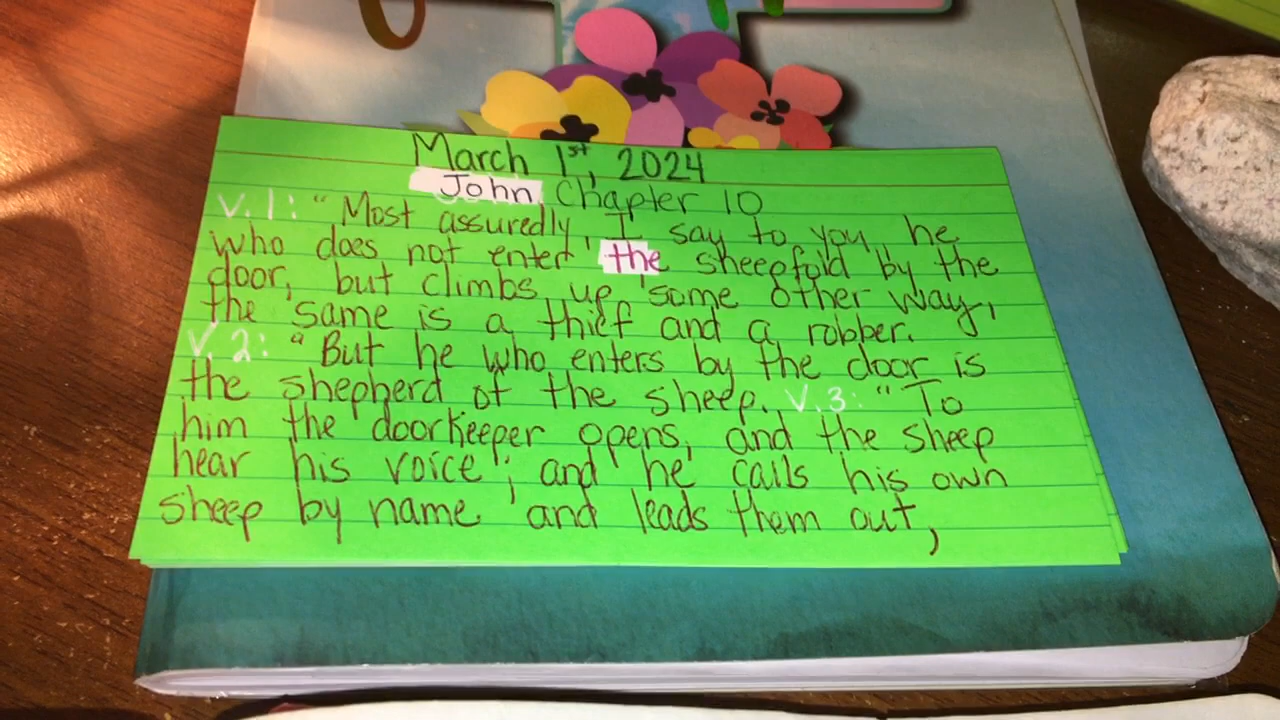 March 1st, 2024
John Chapter 10
V.1: "Most assuredly, I say to you, he
who does not enter the sheepfold by the
door, but climbs up some other way,
the same is a thief and a robber.
V.2: "But he who enters by the door is
the shepherd of the sheep. V.3: "To
him the doorkeeper opens, and the sheep
hear his voice; and he calls his own
sheep by name and leads them out,